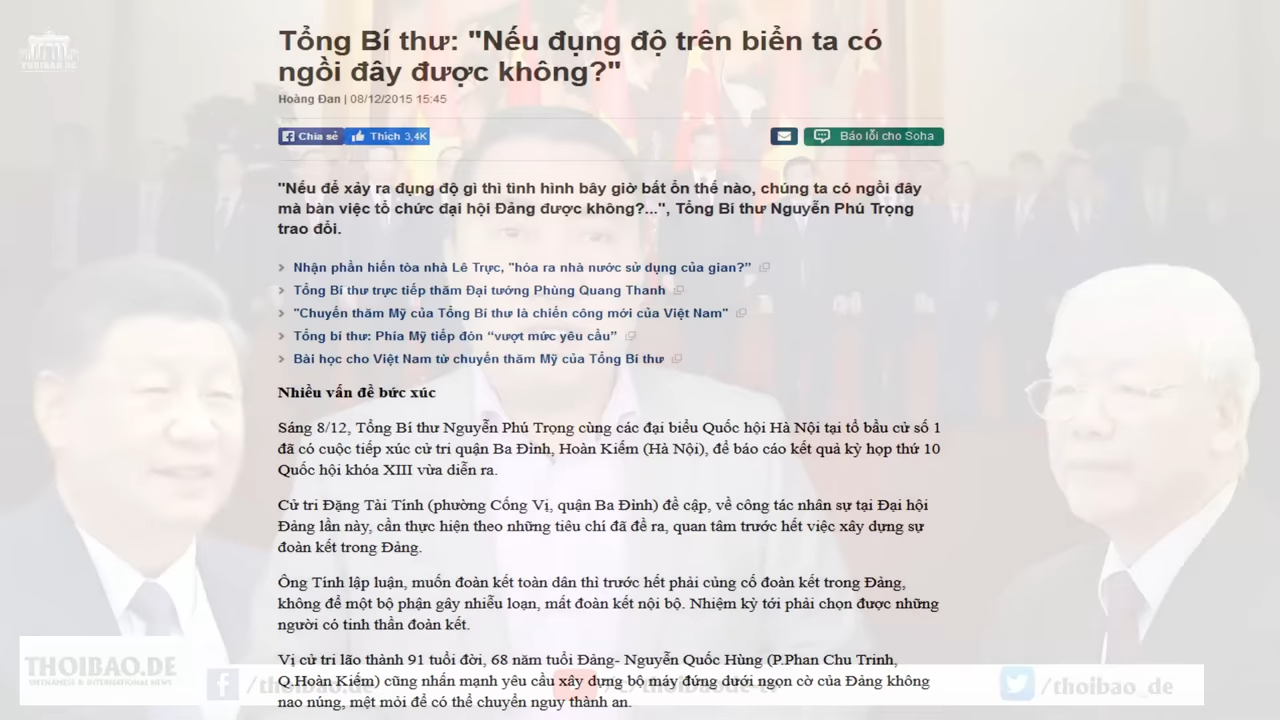 THOIBAO.DE
Tổng Bí thư: "Nếu đụng độ trên biển ta có
ngồi đây được không?"
Hoàng Đan | 08/12/2015 15:45
Chia sẻ
Thích 3,4K
Báo lỗi cho Soha
"Nếu để xảy ra đụng độ gì thì tình hình bây giờ bất ổn thế nào, chúng ta có ngồi đây
mà bàn việc tổ chức đại hội Đảng được không?...", Tổng Bí thư Nguyễn Phú Trọng
trao đổi.
Nhận phần hiến tòa nhà Lê Trực, "hóa ra nhà nước sử dụng của gian?"
Tổng Bí thư trực tiếp thăm Đại tướng Phùng Quang Thanh
"Chuyến thăm Mỹ của Tổng Bí thư là chiến công mới của Việt Nam"
Tổng bí thư: Phía Mỹ tiếp đón “vượt mức yêu cầu”
Bài học cho Việt Nam từ chuyến thăm Mỹ của Tổng Bí thư
Nhiều vấn đề bức xúc
Sáng 8/12, Tổng Bí thư Nguyễn Phú Trọng cùng các đại biểu Quốc hội Hà Nội tại tổ bầu cử số 1
đã có cuộc tiếp xúc cử tri quận Ba Đình, Hoàn Kiếm (Hà Nội), để báo cáo kết quả kỳ họp thứ 10
Quốc hội khóa XIII vừa diễn ra.
Cử tri Đặng Tài Tính (phường Cống Vị, quận Ba Đình) đề cập, về công tác nhân sự tại Đại hội
Đảng lần này, cần thực hiện theo những tiêu chí đã đề ra, quan tâm trước hết việc xây dựng sự
đoàn kết trong Đảng.
Ông Tính lập luận, muốn đoàn kết toàn dân thì trước hết phải củng cố đoàn kết trong Đảng,
không để một bộ phận gây nhiễu loạn, mất đoàn kết nội bộ. Nhiệm kỳ tới phải chọn được những
người có tinh thần đoàn kết.
Vị cử tri lão thành 91 tuổi đời, 68 năm tuổi Đảng- Nguyễn Quốc Hùng (P.Phan Chu Trinh,
Q.Hoàn Kiếm) cũng nhấn mạnh yêu cầu xây dựng bộ máy đứng dưới ngọn cờ của Đảng không
nao núng, mệt mỏi để có thể chuyển nguy thành an.
THOIBAO.DE
VIETNAMESE & INTERNATIONAL NEWS
/thoibao_de